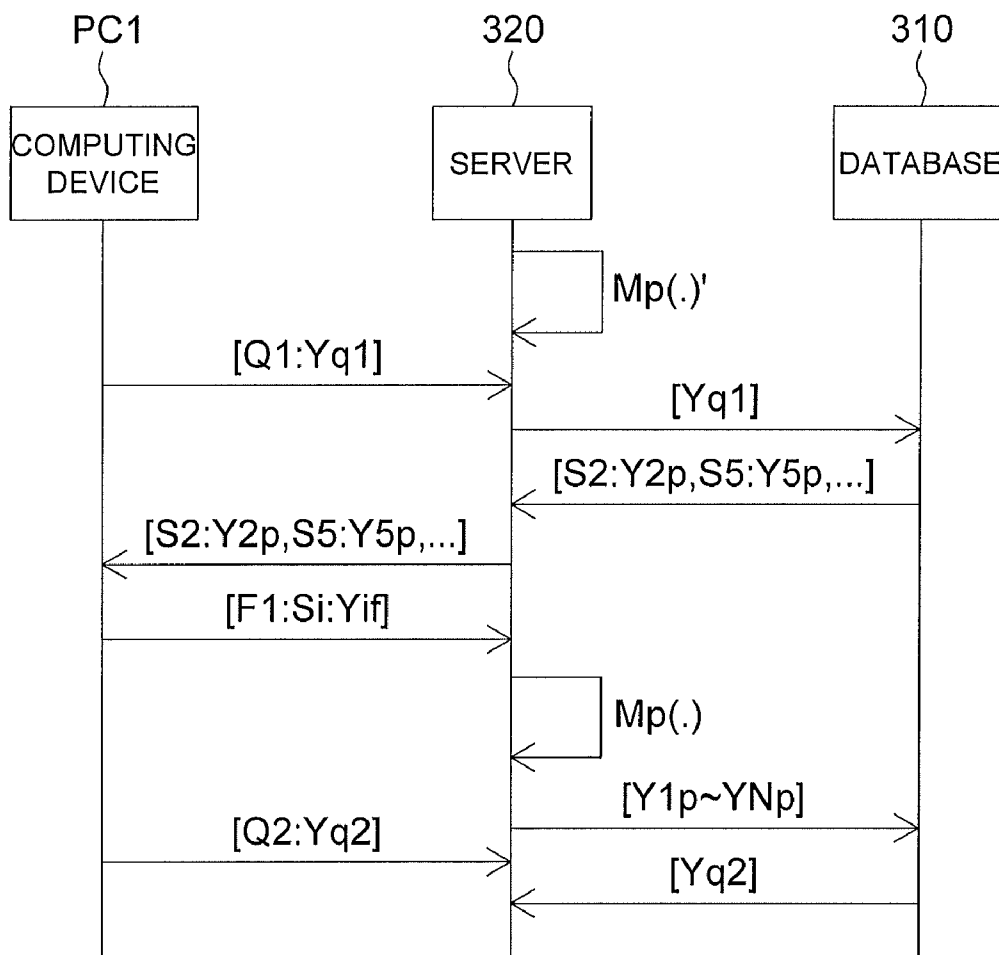 PC1
320
310
COMPUTING
DEVICE
SERVER
DATABASE
Mp(.)'
[Q1:Yq1]
[Yq1]
[S2:Y2p,S5:Y5p,...]
[S2:Y2p,S5:Y5p,...]
[F1:Si:Yif]
Mp(.)
[Y1p~YNp]
[Q2:Yq2]
[Yq2]